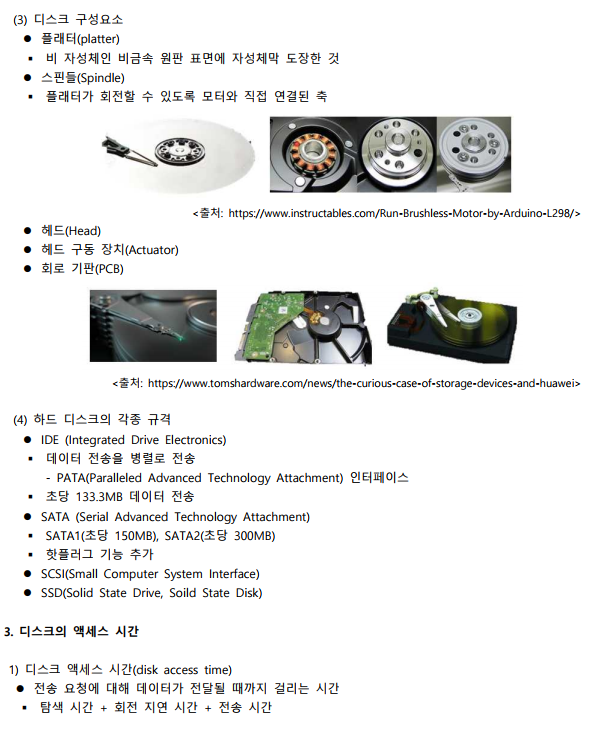 (3) 디스크 구성요소
● 플래터(platter)
▪ 비 자성체인 비금속 원판 표면에 자성체막 도장한 것
● 스핀들(Spindle)
▪ 플래터가 회전할 수 있도록 모터와 직접 연결된 축
<출처: https://www.instructables.com/Run-Brushless-Motor-by-Arduino-L298/>
● 헤드(Head)
● 헤드 구동 장치(Actuator)
● 회로 기판(PCB)
<출처: https://www.tomshardware.com/news/the-curious-case-of-storage-devices-and-huawei>
(4) 하드 디스크의 각종 규격
● IDE (Integrated Drive Electronics)
▪ 데이터 전송을 병렬로 전송
- PATA(Paralleled Advanced Technology Attachment) 인터페이스
▪ 초당 133.3MB 데이터 전송
● SATA (Serial Advanced Technology Attachment)
▪ SATA1(초당 150MB), SATA2(초당 300MB)
▪ 핫플러그 기능 추가
● SCSI(Small Computer System Interface)
● SSD(Solid State Drive, Soild State Disk)
3. 디스크의 액세스 시간
1) 디스크 액세스 시간(disk access time)
● 전송 요청에 대해 데이터가 전달될 때까지 걸리는 시간
▪ 탐색 시간 + 회전 지연 시간 + 전송 시간